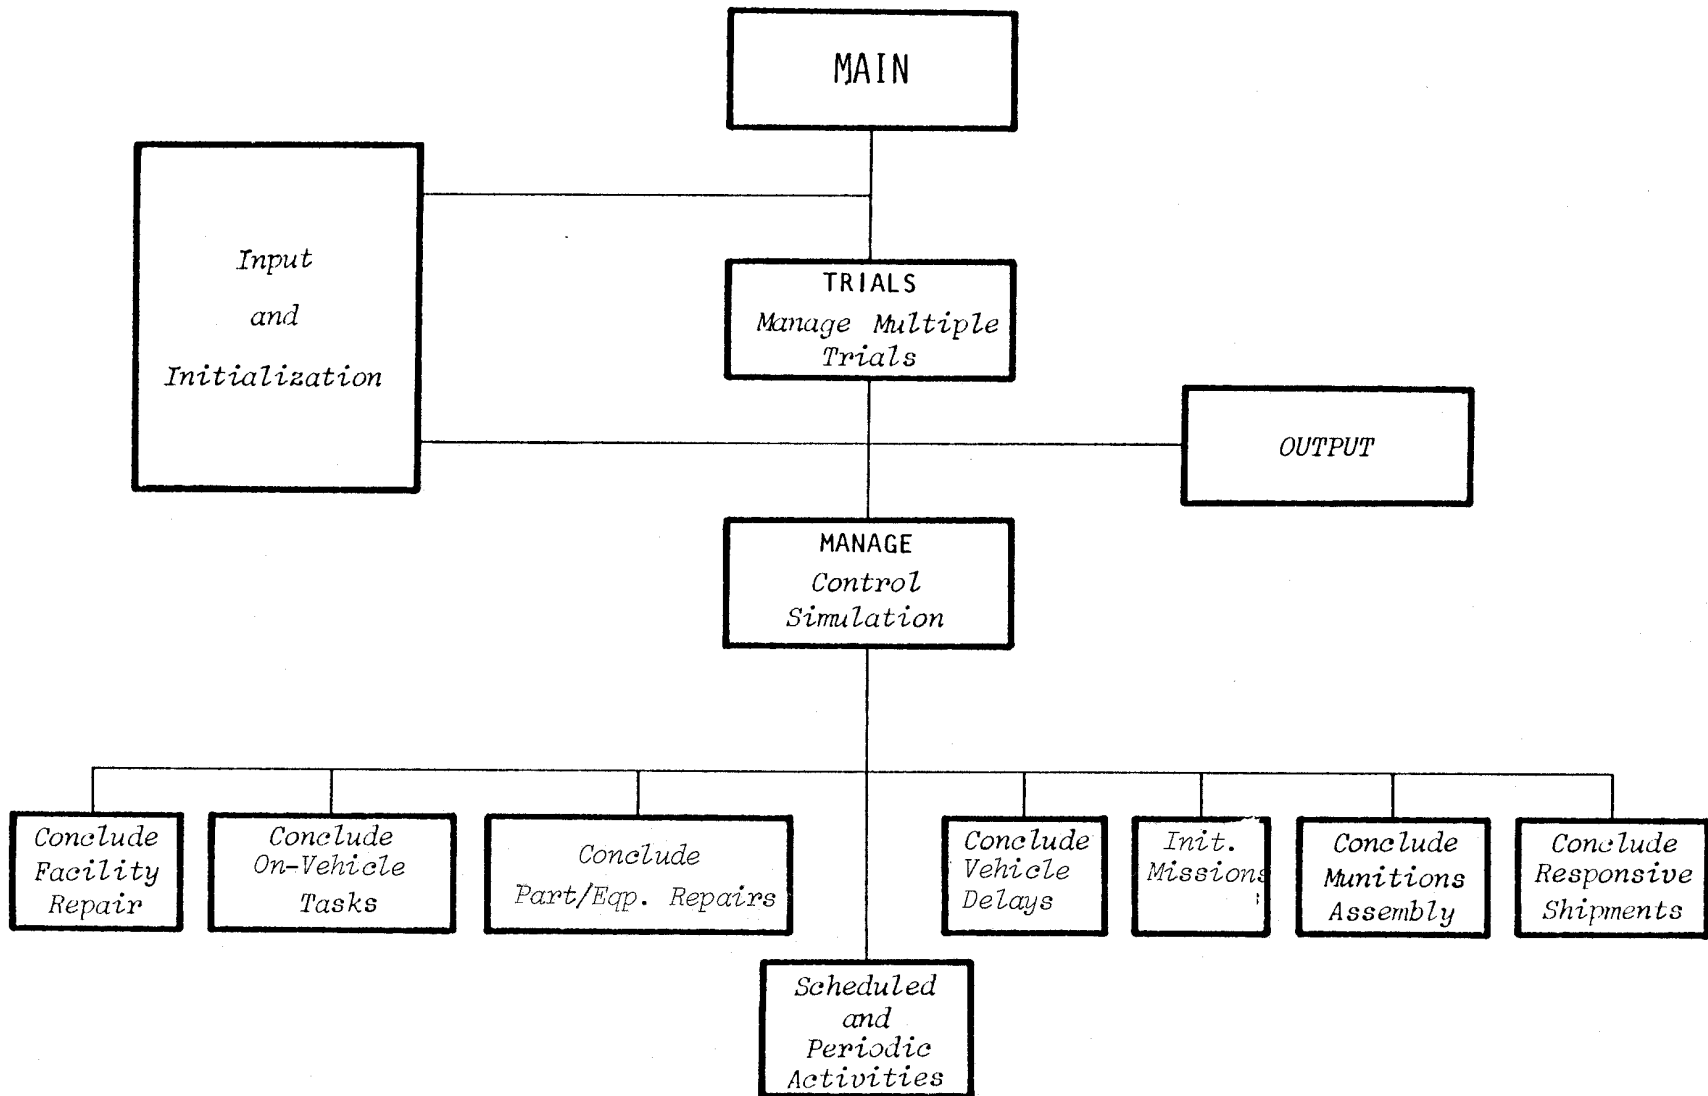 MAIN
Input
and
Initialization
TRIALS
Manage Multiple
Trials
OUTPUT
MANAGE
Control
Simulation
Conclude
Facility
Repair
Conclude
On-Vehicle
Tasks
Conclude
Part/Eqp. Repairs
Conclude
Vehicle
Delays
Init.
Missions
Conclude
Munitions
Assembly
Conclude
Responsive
Shipments
Scheduled
and
Periodic
Activities